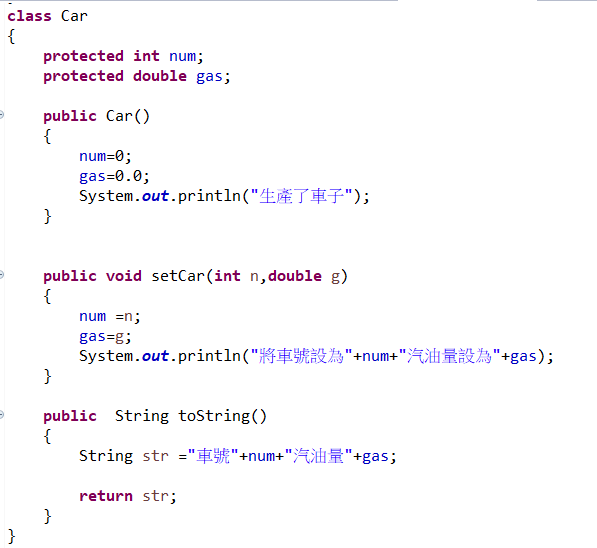 class Car
{
protected int num;
protected double gas;
public Car()
{
num=0;
gas=0.0;
System.out.println("生產了車子");
}
public void setCar(int n,double g)
{
num =n;
gas=g;
System.out.println("將車號設為"+num+"汽油量設為"+gas);
}
public  String toString()
{
String str ="車號"+num+"汽油量"+gas;
return str;
}
}